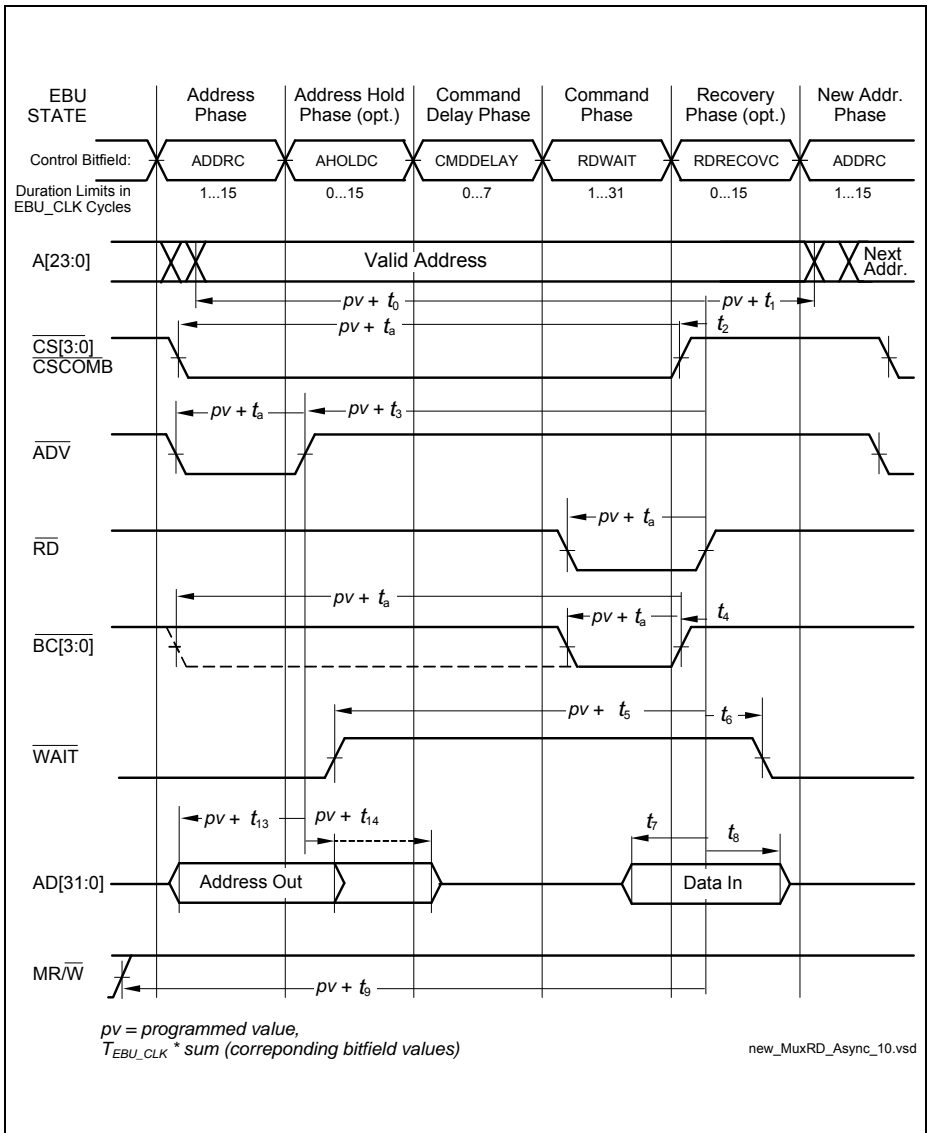 EBU STATE
Address Phase
Address Hold Phase (opt.)
Command Delay Phase
Command Phase
Recovery Phase (opt.)
New Addr. Phase
Control Bitfield: ADDRC AHOLDC CMDDELAY RDWAIT RDRECOVC ADDRC
Duration Limits in EBU_CLK Cycles 1...15 0...15 0...7 1...31 0...15 1...15
A[23:0] Valid Address Next Addr.
pv + t0 pv + t1
pv + ta t2
CS[3:0]
CSCOMB
pv + ta pv + t3
ADV
pv + ta
RD
pv + ta
pv + ta t4
BC[3:0]
pv + t5 t6
WAIT
pv + t13 pv + t14 t7 t8
AD[31:0] Address Out Data In
MR/W
pv + t9
pv = programmed value,
TEBU_CLK * sum (correponding bitfield values)
new_MuxRD_Async_10.vsd